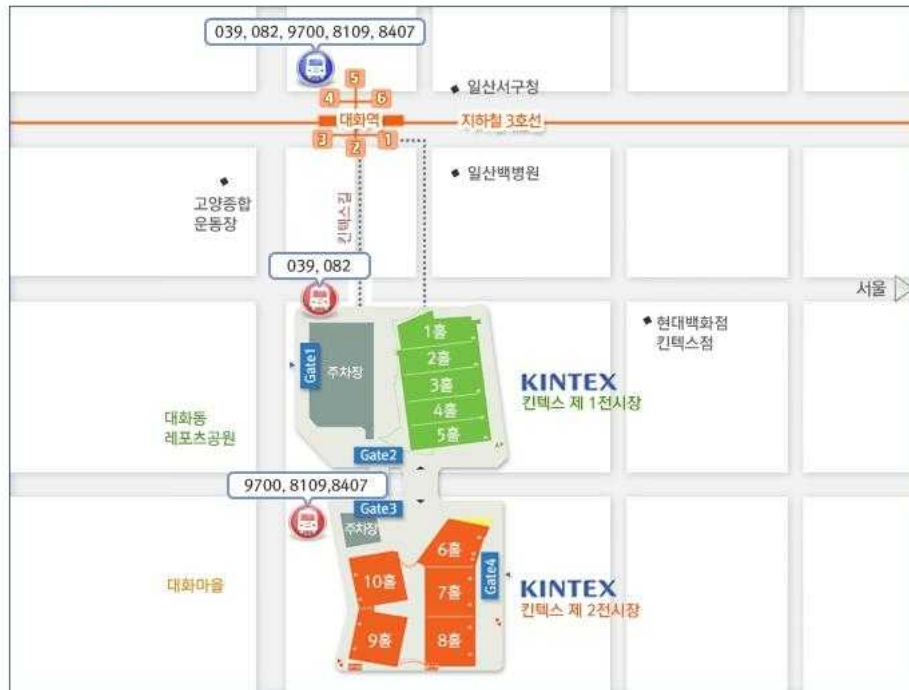 039, 082, 9700, 8109, 8407
5
4
6
일산서구청
대화역
지하철 3호선
3
2
1
일산백병원
고양종합
운동장
킨텍스길
039, 082
서울
현대백화점
킨텍스점
Gate1
주차장
1홀
2홀
3홀
4홀
5홀
KINTEX
킨텍스 제 1전시장
대화동
레포츠공원
Gate2
9700, 8109,8407
Gate3
주차장
6홀
Gate4
10홀
7홀
KINTEX
킨텍스 제 2전시장
대화마을
9홀
8홀